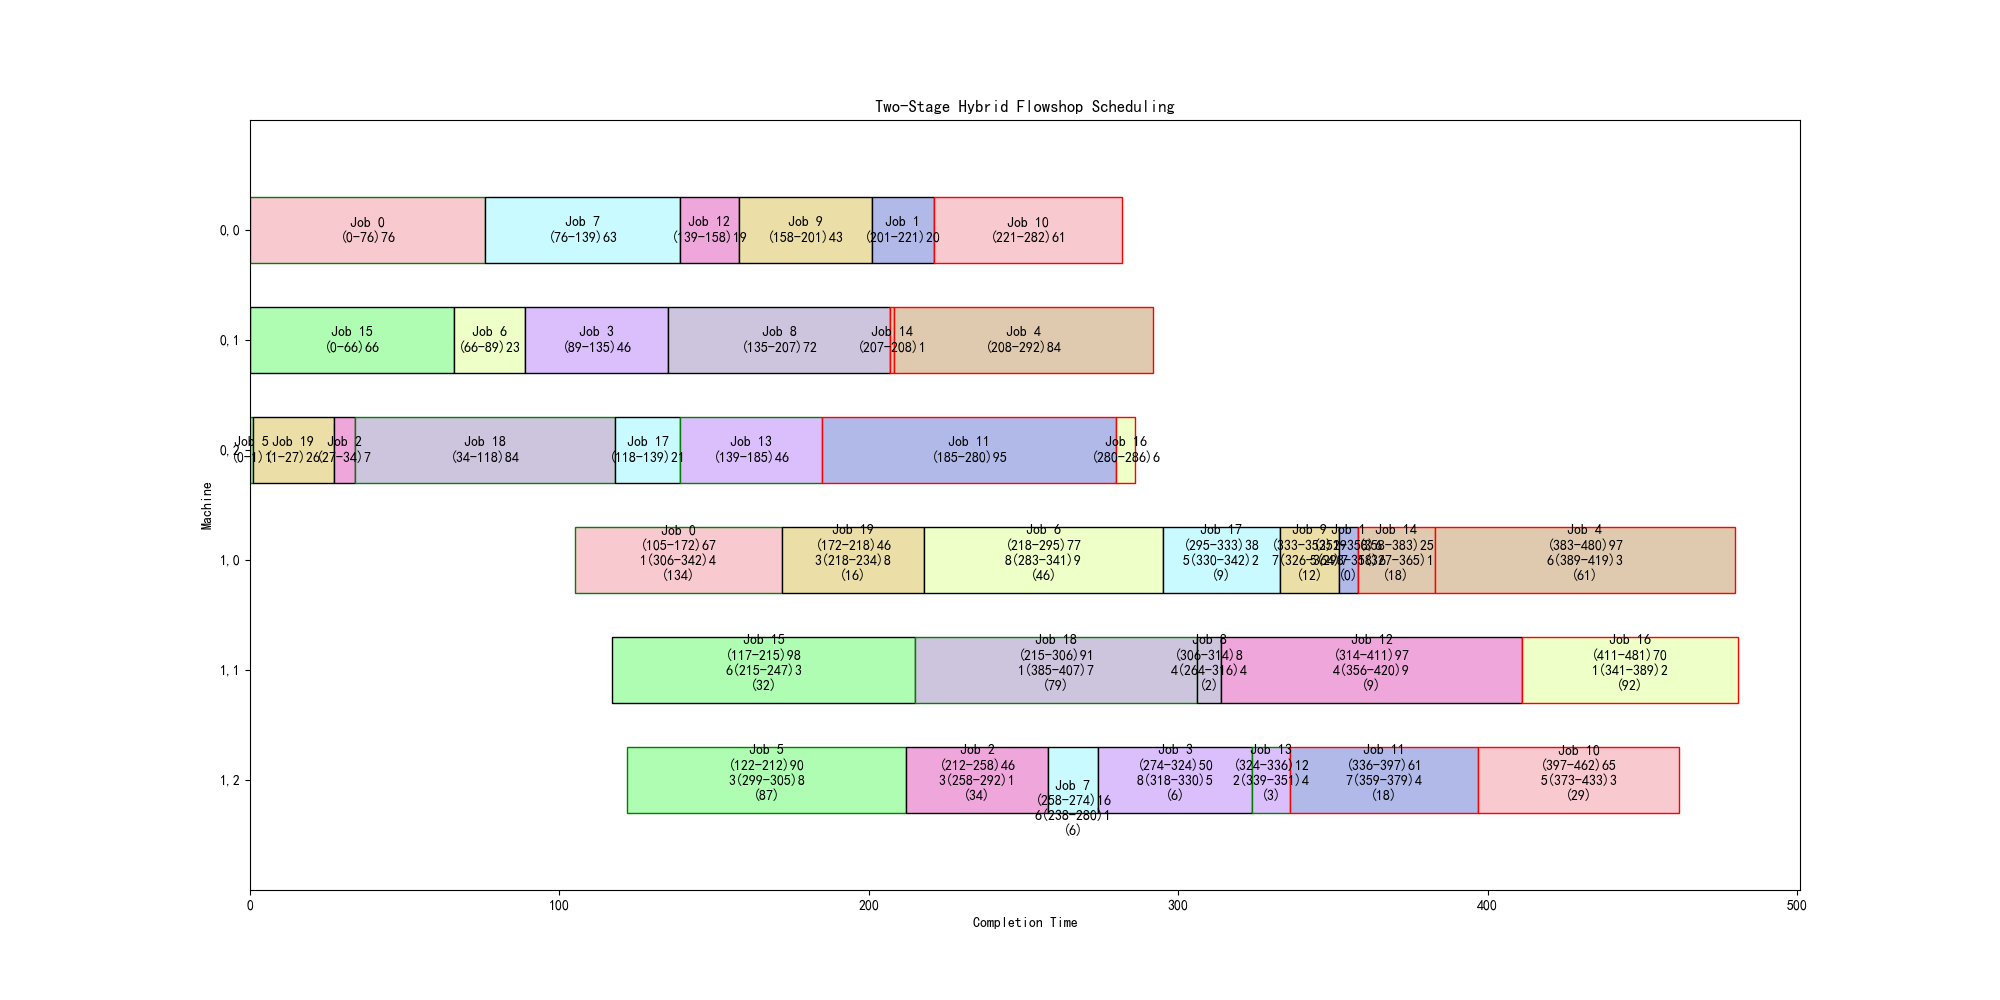 Two-Stage Hybrid Flowshop Scheduling
Machine
0,0
Job 0
(0-76)76
Job 7
(76-139)63
Job 12
(139-158)19
Job 9
(158-201)43
Job 1
(201-221)20
Job 10
(221-282)61
0,1
Job 15
(0-66)66
Job 6
(66-89)23
Job 3
(89-135)46
Job 8
(135-207)72
Job 14
(207-208)1
Job 4
(208-292)84
0,2
Job 5
(0-1)1
Job 19
(1-27)26
Job 2
(27-34)7
Job 18
(34-118)84
Job 17
(118-139)21
Job 13
(139-185)46
Job 11
(185-280)95
Job 16
(280-286)6
1,0
Job 0
(105-172)67
1(306-342)4
(134)
Job 19
(172-218)46
3(218-234)8
(16)
Job 6
(218-295)77
8(283-341)9
(46)
Job 17
(295-333)38
5(330-342)2
(9)
Job 9
(12)
Job 1
(0)
Job 14
(358-383)25
(18)
Job 4
(383-480)97
6(389-419)3
(61)
1,1
Job 15
(117-215)98
6(215-247)3
(32)
Job 18
(215-306)91
1(385-407)7
(79)
Job 8
(306-314)8
4(264-316)4
(2)
Job 12
(314-411)97
4(356-420)9
(9)
Job 16
(411-481)70
1(341-389)2
(92)
1,2
Job 5
(122-212)90
3(299-305)8
(87)
Job 2
(212-258)46
3(258-292)1
(34)
Job 7
(258-274)16
6(238-280)1
(6)
Job 3
(274-324)50
8(318-330)5
(6)
Job 13
(324-336)12
2(339-351)4
(3)
Job 11
(336-397)61
7(359-379)4
(18)
Job 10
(397-462)65
5(373-433)3
(29)
0
100
200
300
400
500
Completion Time